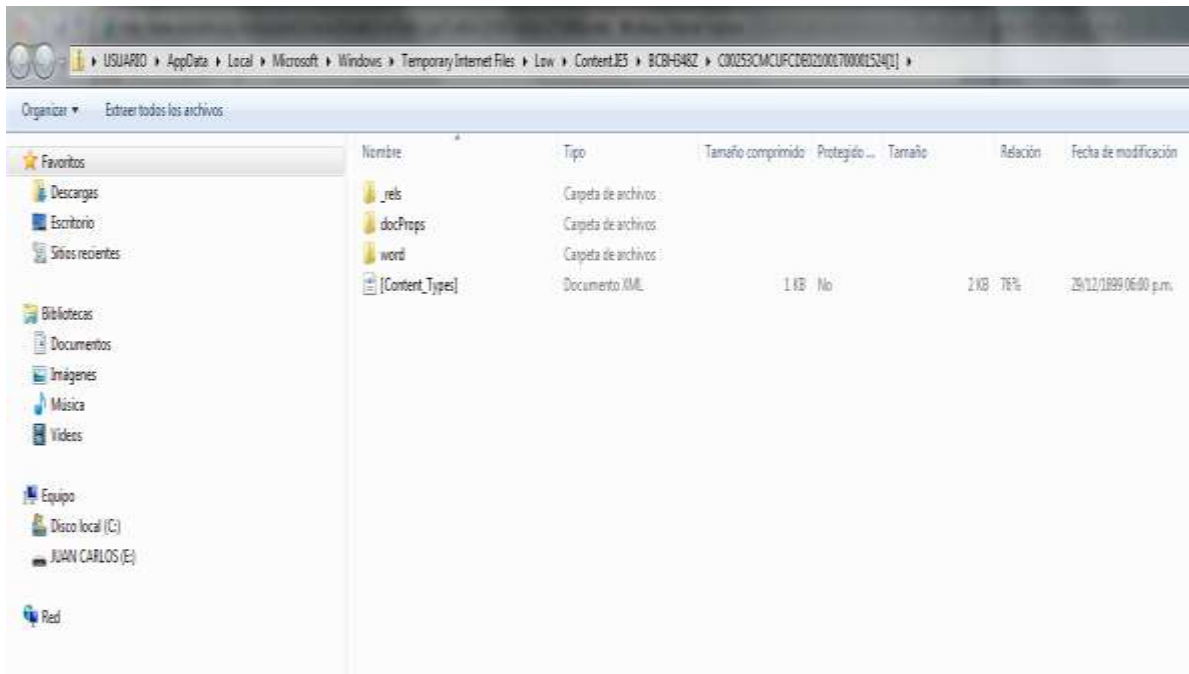 USUARIO ▸ AppData ▸ Local ▸ Microsoft ▸ Windows ▸ Temporary Internet Files ▸ Low ▸ Content.IE5 ▸
Organizar ▾ Extraer todos los archivos
Favoritos
Descargas
Escritorio
Sitios recientes
Bibliotecas
Documentos
Imágenes
Música
Vídeos
Equipo
Disco local (C:)
JUAN CARLOS (E:)
Red
Nombre Tipo Tamaño comprimido Protegido ... Tamaño Relación Fecha de modificación
_rels Carpeta de archivos
docProps Carpeta de archivos
word Carpeta de archivos
[Content_Types] Documento XML 1 KB No 2 KB 76% 29/12/1899 06:00 p.m.